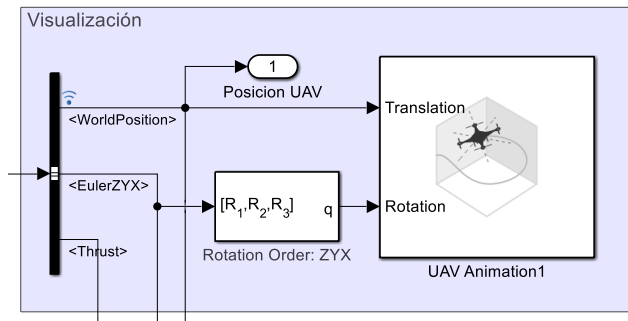 Visualización
1
Posicion UAV
<WorldPosition>
Translation
<EulerZYX>
[R1,R2,R3]
q
Rotation
<Thrust>
Rotation Order: ZYX
UAV Animation1